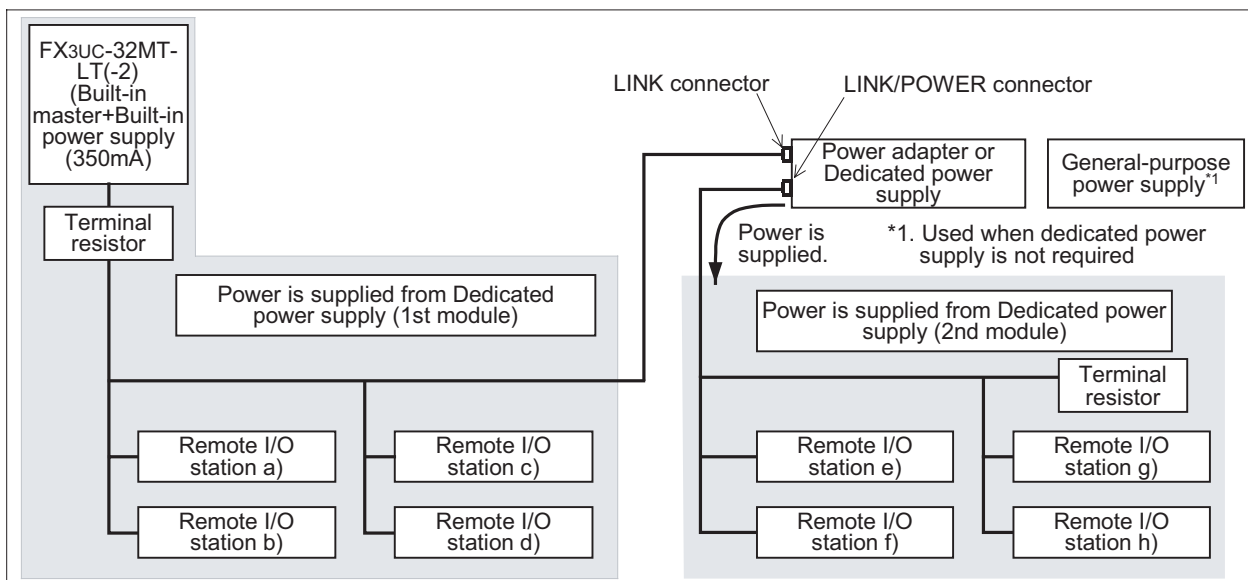 FX3UC-32MT-
LT(-2)
(Built-in
master+Built-in
power supply
(350mA)
Terminal
resistor
LINK connector
LINK/POWER connector
Power adapter or
Dedicated power
supply
General-purpose
power supply*1
Power is
supplied.
*1. Used when dedicated power
supply is not required
Power is supplied from Dedicated
power supply (1st module)
Power is supplied from Dedicated power
supply (2nd module)
Terminal
resistor
Remote I/O
station a)
Remote I/O
station c)
Remote I/O
station b)
Remote I/O
station d)
Remote I/O
station e)
Remote I/O
station g)
Remote I/O
station f)
Remote I/O
station h)